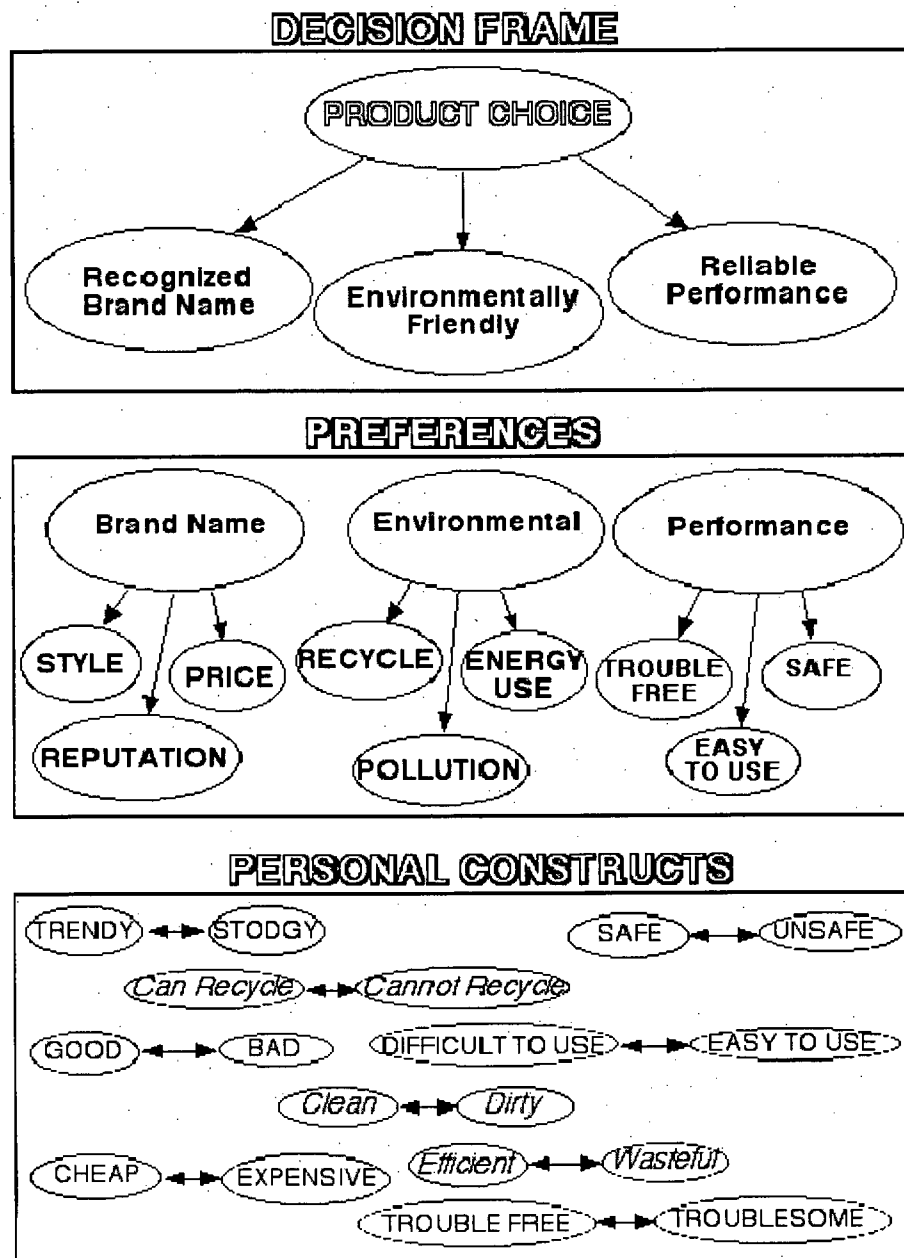 DECISION FRAME
PRODUCT CHOICE
Recognized
Brand Name
Environmentally
Friendly
Reliable
Performance
PREFERENCES
Brand Name
Environmental
Performance
STYLE
PRICE
REPUTATION
RECYCLE
ENERGY
USE
POLLUTION
TROUBLE
FREE
SAFE
EASY
TO USE
PERSONAL CONSTRUCTS
TRENDY
STODGY
SAFE
UNSAFE
Can Recycle
Cannot Recycle
GOOD
BAD
DIFFICULT TO USE
EASY TO USE
Clean
Dirty
CHEAP
EXPENSIVE
Efficient
Wasteful
TROUBLE FREE
TROUBLESOME